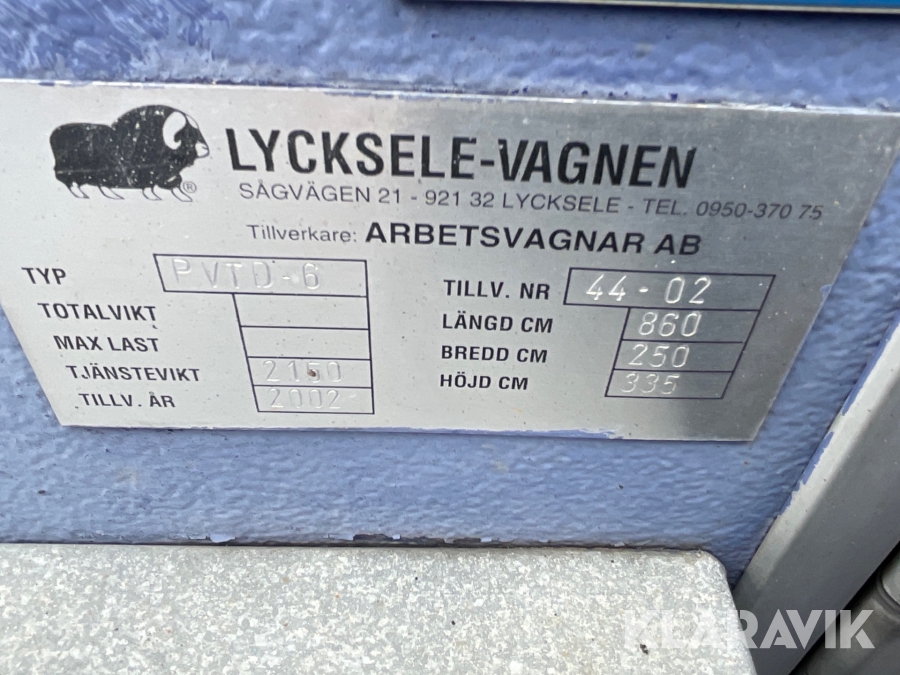 LYCKSELE-VAGNEN
®
SÅGVÄGEN 21 - 921 32 LYCKSELE - TEL. 0950-370 75
Tillverkare: ARBETSVAGNAR AB
TYP PVTD-6
TOTALVIKT
MAX LAST
TJÄNSTEVIKT 2150
TILLV. ÅR 2002
TILLV. NR 44-02
LÄNGD CM 860
BREDD CM 250
HÖJD CM 335
KLARAVIK